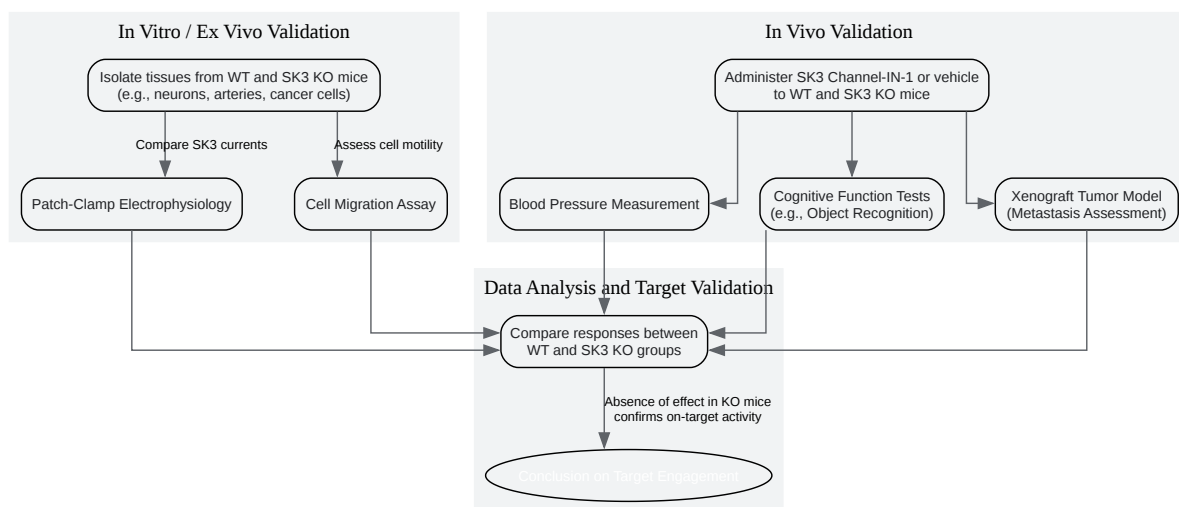 In Vitro / Ex Vivo Validation
Isolate tissues from WT and SK3 KO mice
(e.g., neurons, arteries, cancer cells)
Compare SK3 currents
Assess cell motility
Patch-Clamp Electrophysiology
Cell Migration Assay
In Vivo Validation
Administer SK3 Channel-IN-1 or vehicle
to WT and SK3 KO mice
Blood Pressure Measurement
Cognitive Function Tests
(e.g., Object Recognition)
Xenograft Tumor Model
(Metastasis Assessment)
Data Analysis and Target Validation
Compare responses between
WT and SK3 KO groups
Absence of effect in KO mice
confirms on-target activity
Conclusion on Target Engagement